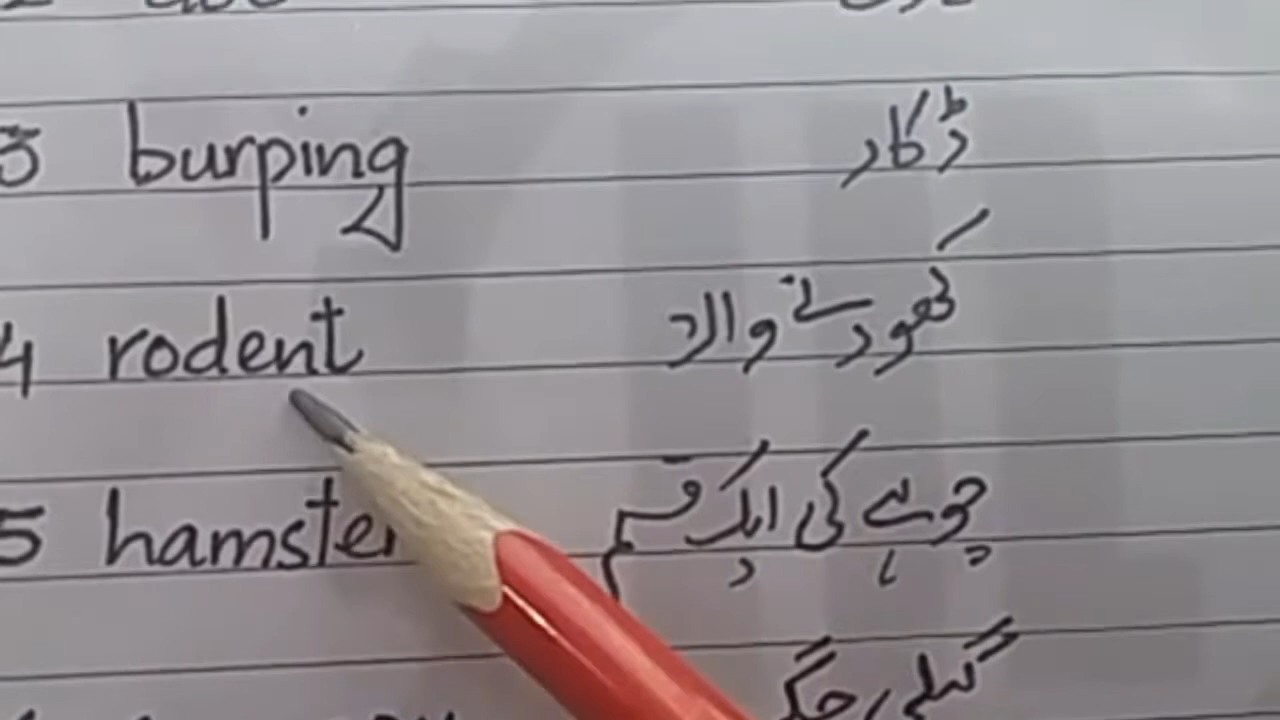 3 burping ڈکار
4 rodent کھودنے والا
5 hamster چوہے کی ایک قسم